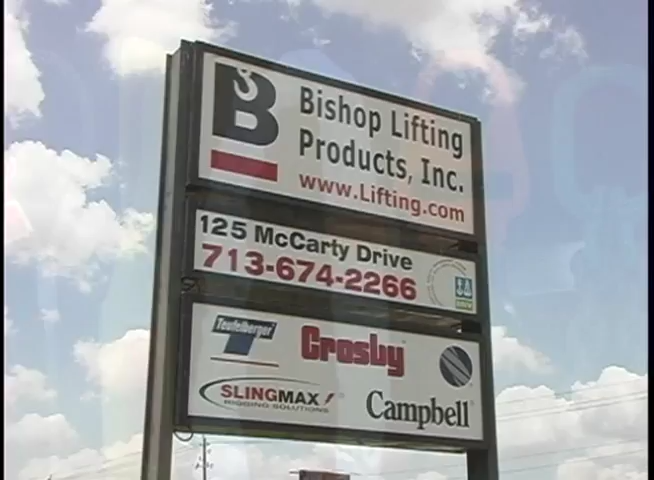 B
Bishop Lifting
Products, Inc.
www.Lifting.com
125 McCarty Drive
713-674-2266
Teufelberger
T
Crosby
SLINGMAX
RIGGING SOLUTIONS
Campbell